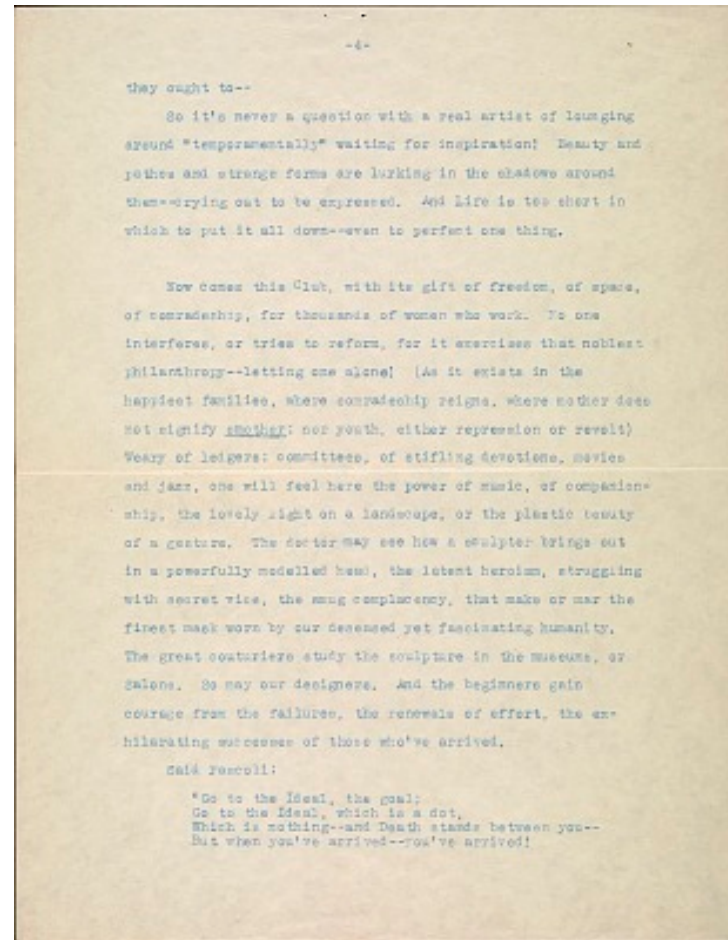 -4-
they ought to--
So it's never a question with a real artist of lounging
around "temperamentally" waiting for inspiration! Beauty and
pathos and strange forms are lurking in the shadows around
them--crying out to be expressed. And Life is too short in
which to put it all down--even to perfect one thing.
Now comes this Club, with its gift of freedom, of space,
of comradeship, for thousands of women who work. No one
interferes, or tries to reform, for it exercises that noblest
philanthropy--letting one alone! (As it exists in the
happiest families, where comradeship reigns, where mother does
not signify smother; nor youth, either repression or revolt)
Weary of ledgers; committees, of stifling devotions, movies
and jazz, one will feel here the power of music, of companion-
ship, the lovely light on a landscape, or the plastic beauty
of a gesture. The doctor may see how a sculpter brings out
in a powerfully modelled head, the latent heroism, struggling
with secret vice, the smug complacency, that make or mar the
finest mask worn by our deseased yet fascinating humanity.
The great couturiers study the sculpture in the museums, or
Salons. So may our designers. And the beginners gain
courage from the failures, the renewals of effort, the ex-
hilarating successes of those who've arrived.
Said Pascoli:
"Go to the Ideal, the goal;
Go to the Ideal, which is a dot,
Which is nothing--and Death stands between you--
But when you've arrived--you've arrived!